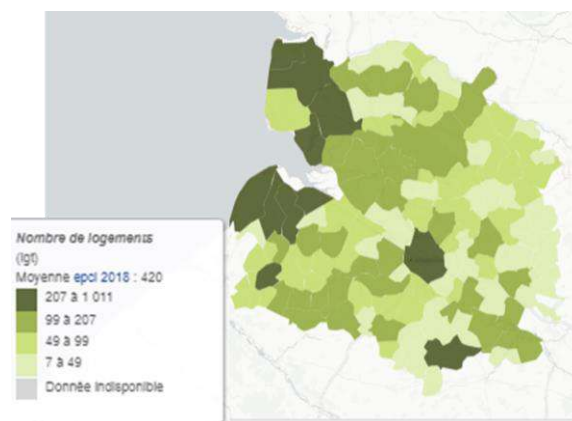 Nombre de logements
(lgt)
Moyenne epci 2018 : 420
207 à 1 011
99 à 207
49 à 99
7 à 49
Donnée indisponible